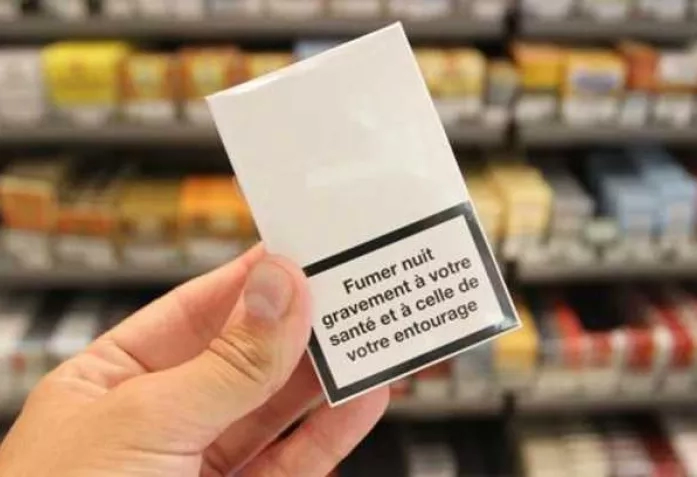 Fumer nuit
gravement à votre
santé et à celle de
votre entourage